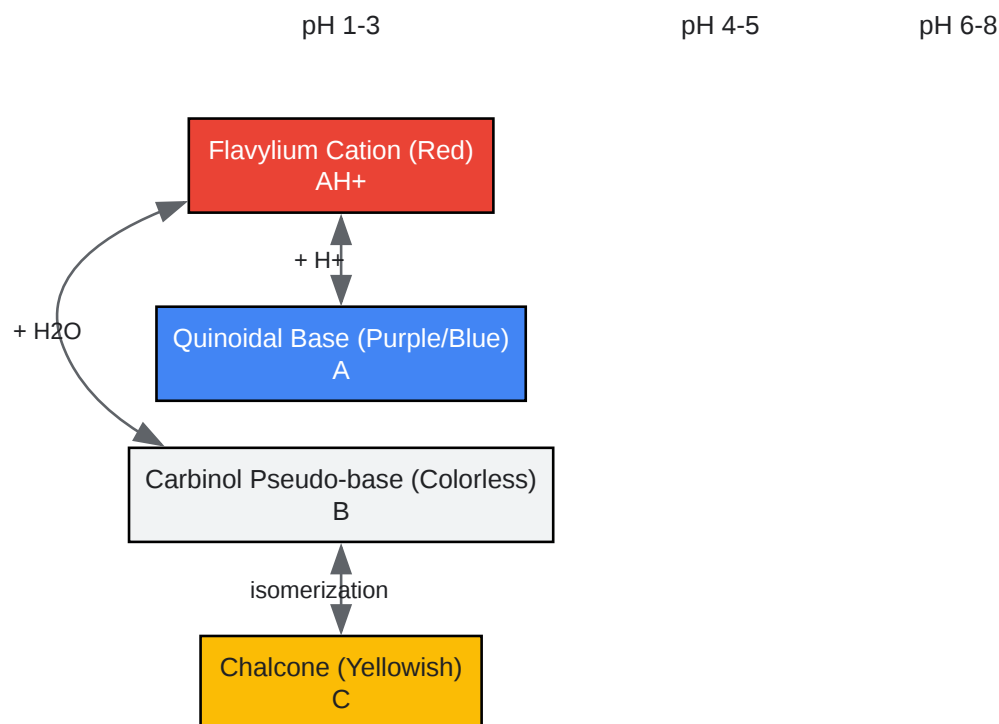 pH 1-3
pH 4-5
pH 6-8
Flavylium Cation (Red)
AH+
+ H+
Quinoidal Base (Purple/Blue)
A
+ H2O
Carbinol Pseudo-base (Colorless)
B
isomerization
Chalcone (Yellowish)
C